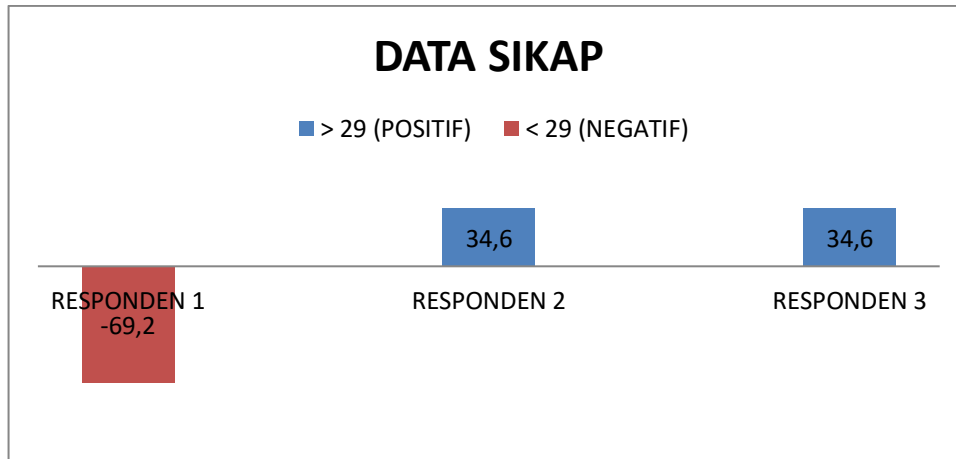 DATA SIKAP
> 29 (POSITIF) < 29 (NEGATIF)
34,6 34,6
RESPONDEN 1 RESPONDEN 2 RESPONDEN 3
-69,2